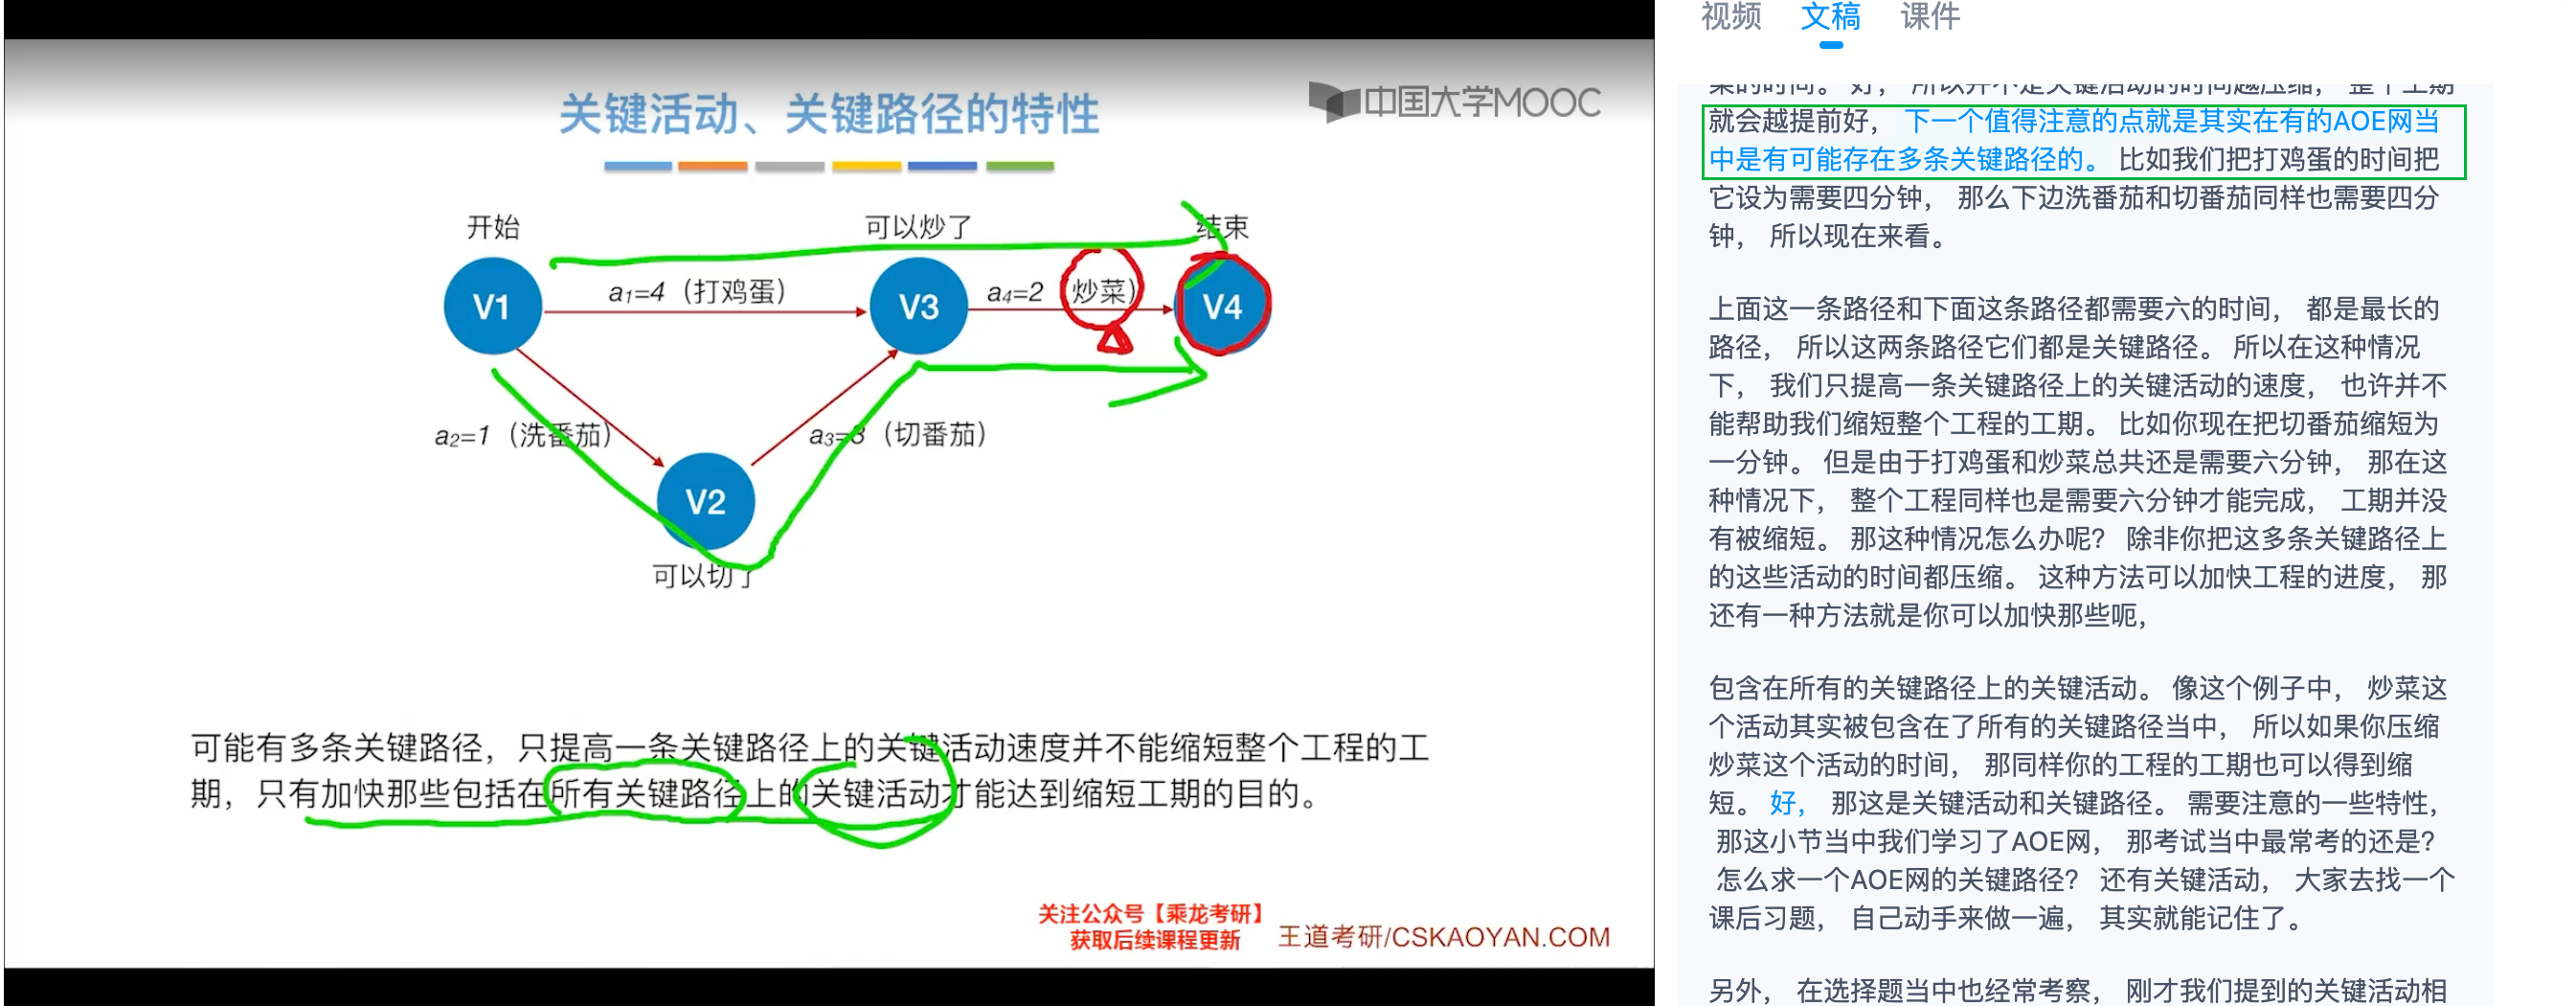 关键活动、关键路径的特性
中国大学MOOC
开始
可以炒了
结束
V1
a₁=4（打鸡蛋）
V3
a₄=2（炒菜）
V4
a₂=1（洗番茄）
a₃=3（切番茄）
V2
可以切了
可能有多条关键路径，只提高一条关键路径上的关键活动速度并不能缩短整个工程的工
期，只有加快那些包括在所有关键路径上的关键活动才能达到缩短工期的目的。
关注公众号【乘龙考研】
获取后续课程更新
王道考研/CSKAOYAN.COM
视频 文稿 课件
菜的时间。 好， 所以并不是关键活动的时间越压缩， 整个工期
就会越提前好， 下一个值得注意的点就是其实在有的AOE网当
中是有可能存在多条关键路径的。 比如我们把打鸡蛋的时间把
它设为需要四分钟， 那么下边洗番茄和切番茄同样也需要四分
钟， 所以现在来看。
上面这一条路径和下面这条路径都需要六的时间， 都是最长的
路径， 所以这两条路径它们都是关键路径。 所以在这种情况
下， 我们只提高一条关键路径上的关键活动的速度， 也许并不
能帮助我们缩短整个工程的工期。 比如你现在把切番茄缩短为
一分钟。 但是由于打鸡蛋和炒菜总共还是需要六分钟， 那在这
种情况下， 整个工程同样也是需要六分钟才能完成， 工期并没
有被缩短。 那这种情况怎么办呢？ 除非你把这多条关键路径上
的这些活动的时间都压缩。 这种方法可以加快工程的进度， 那
还有一种方法就是你可以加快那些呃，
包含在所有的关键路径上的关键活动。 像这个例子中， 炒菜这
个活动其实被包含在了所有的关键路径当中， 所以如果你压缩
炒菜这个活动的时间， 那同样你的工程的工期也可以得到缩
短。 好， 那这是关键活动和关键路径。 需要注意的一些特性，
那这小节当中我们学习了AOE网， 那考试当中最常考的还是？
怎么求一个AOE网的关键路径？ 还有关键活动， 大家去找一个
课后习题， 自己动手来做一遍， 其实就能记住了。
另外， 在选择题当中也经常考察， 刚才我们提到的关键活动相